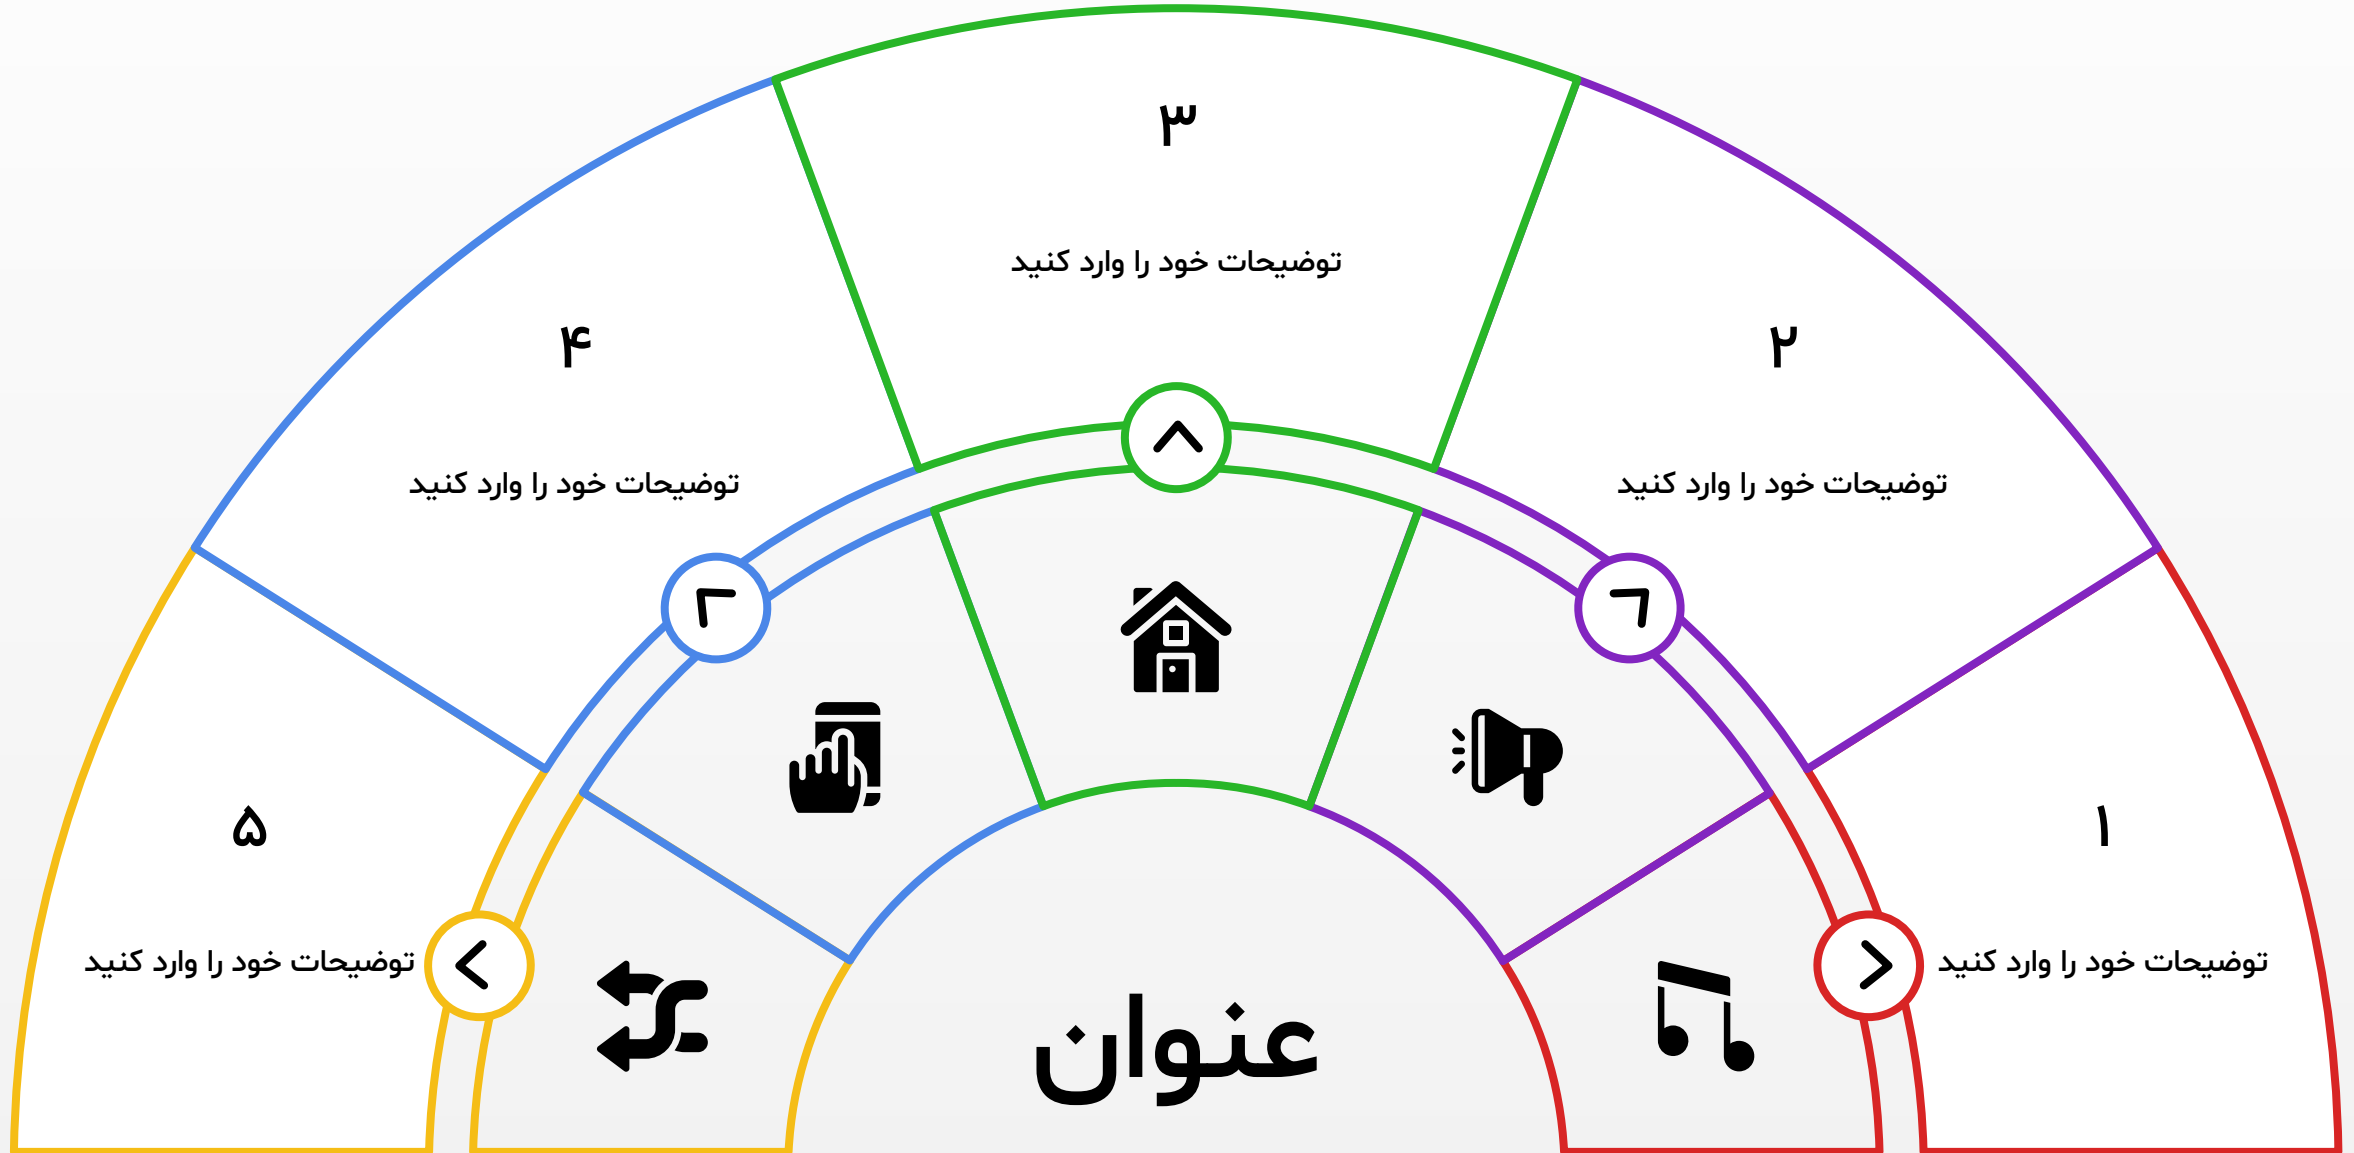 ۱
توضیحات خود را وارد کنید
۲
توضیحات خود را وارد کنید
۳
توضیحات خود را وارد کنید
۴
توضیحات خود را وارد کنید
۵
توضیحات خود را وارد کنید
عنوان